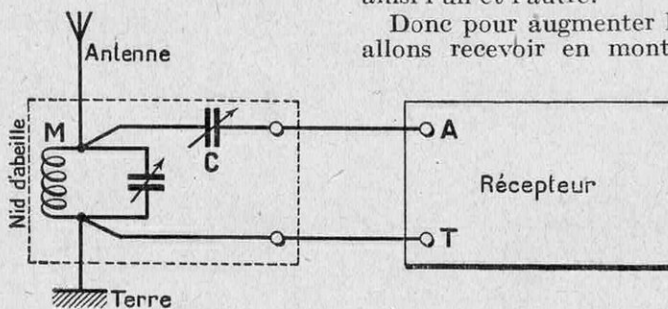 ainsi l'un et l'autre.
Donc pour augmenter
allons recevoir en mont
Antenne
M
C
A
Nid d'abeille
Récepteur
T
Terre